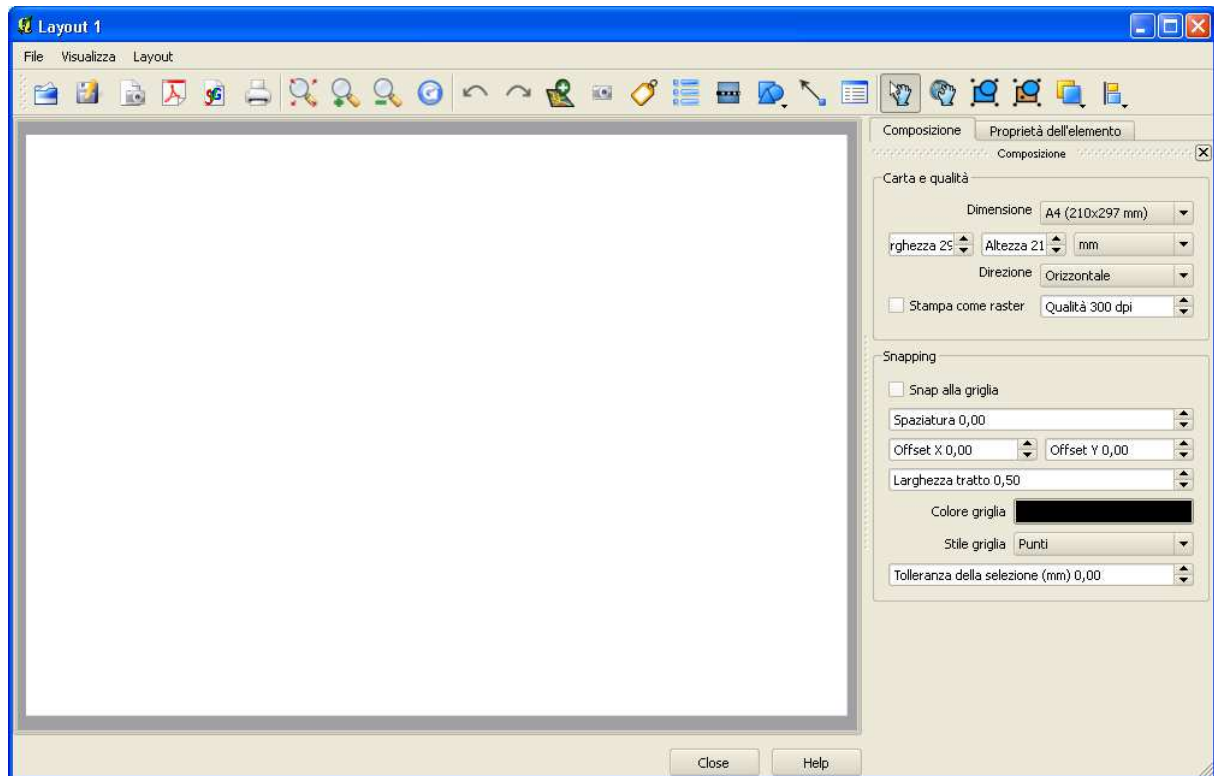 Layout 1
File Visualizza Layout
Composizione Proprietà dell'elemento
Composizione
Carta e qualità
Dimensione A4 (210x297 mm)
rghezza 29 Altezza 21 mm
Direzione Orizzontale
Stampa come raster Qualità 300 dpi
Snapping
Snap alla griglia
Spaziatura 0,00
Offset X 0,00 Offset Y 0,00
Larghezza tratto 0,50
Colore griglia
Stile griglia Punti
Tolleranza della selezione (mm) 0,00
Close Help